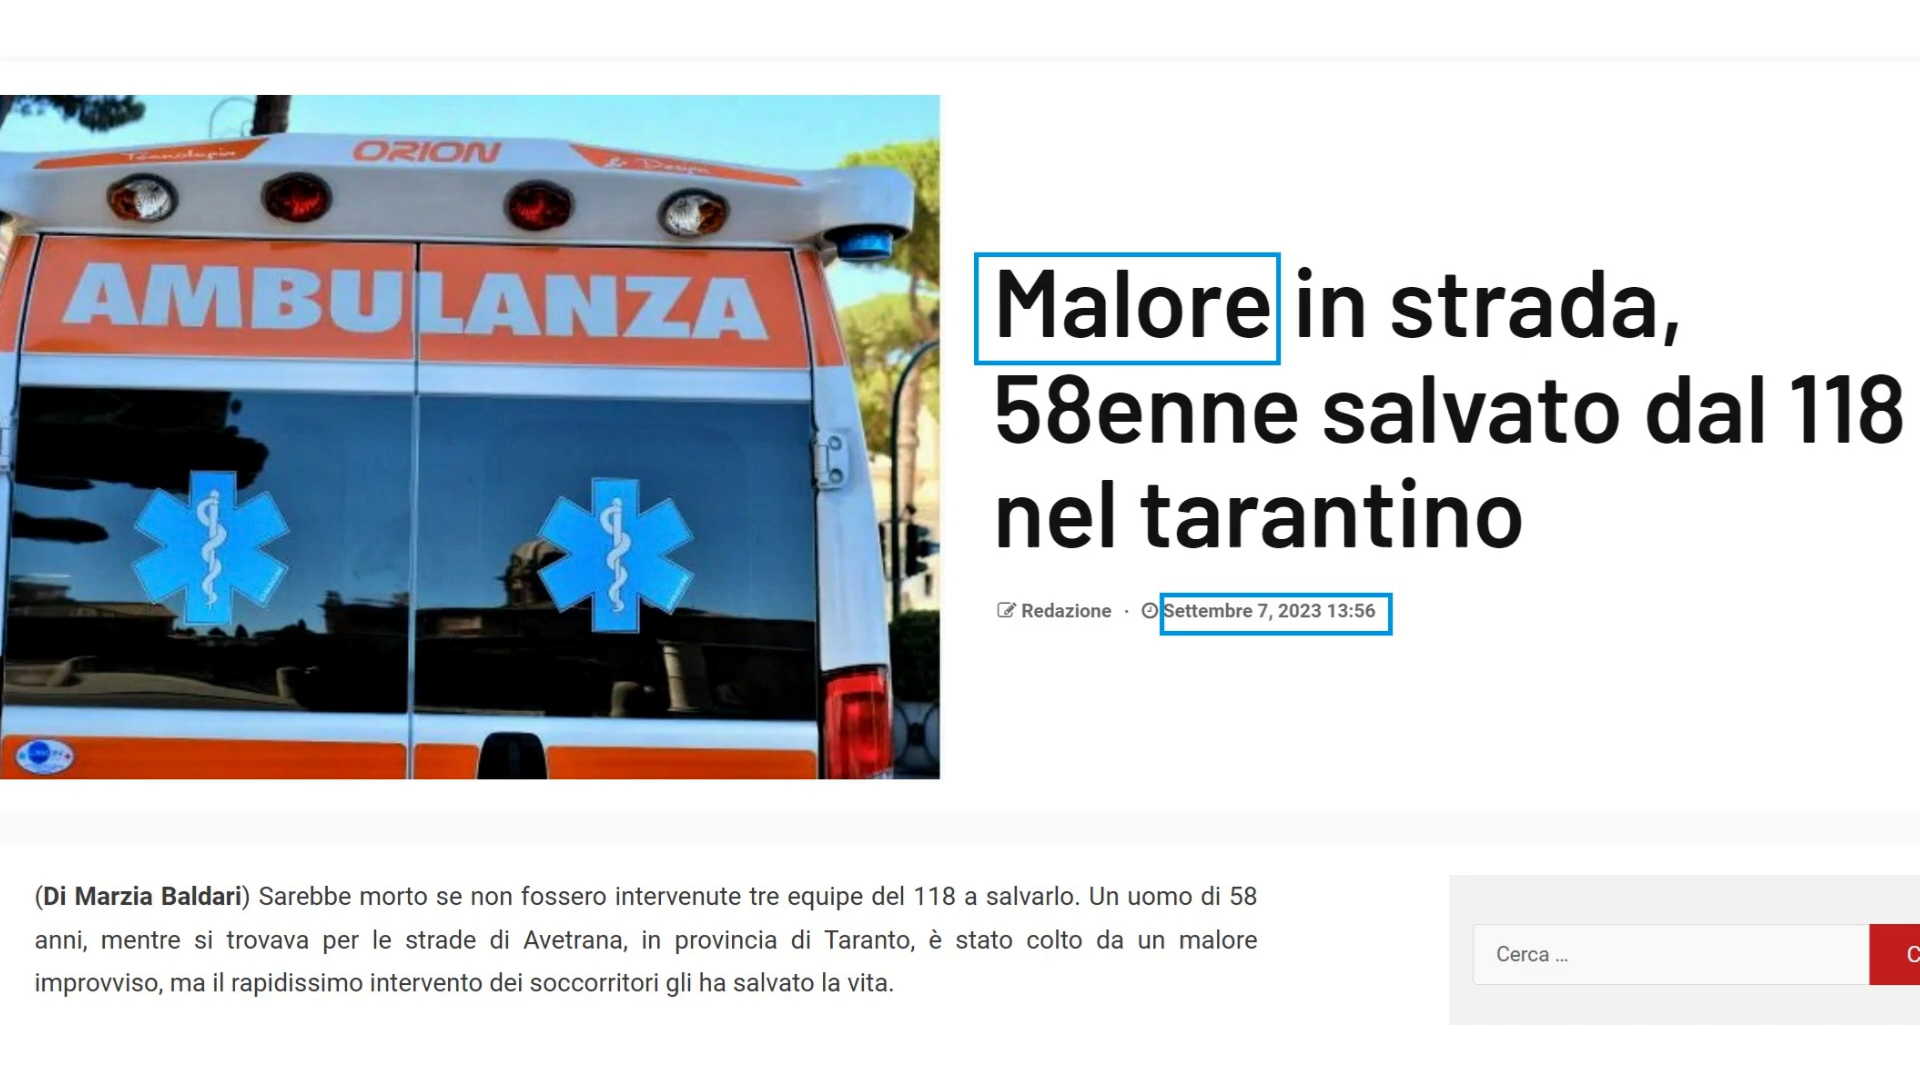 ORION
AMBULANZA
Malore in strada,
58enne salvato dal 118
nel tarantino
Redazione · Settembre 7, 2023 13:56
(Di Marzia Baldari) Sarebbe morto se non fossero intervenute tre equipe del 118 a salvarlo. Un uomo di 58
anni, mentre si trovava per le strade di Avetrana, in provincia di Taranto, è stato colto da un malore
improvviso, ma il rapidissimo intervento dei soccorritori gli ha salvato la vita.
Cerca ...
C